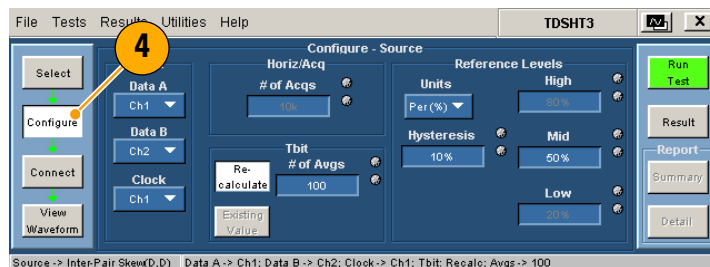 File Tests Results Utilities Help TDSHT3 X
4
Configure - Source
Select
Configure
Connect
View
Waveform
Data A
Ch1
Data B
Ch2
Clock
Ch1
Horiz/Acq
# of Acqs
10k
Tbit
Re-
calculate
# of Avgs
100
Existing
Value
Reference Levels
Units
Per(%)
Hysteresis
10%
High
80%
Mid
50%
Low
20%
Run
Test
Result
Report
Summary
Detail
Source -> Inter-Pair Skew(D,D) Data A -> Ch1; Data B -> Ch2; Clock -> Ch1; Tbit: Recalc; Avgs -> 100